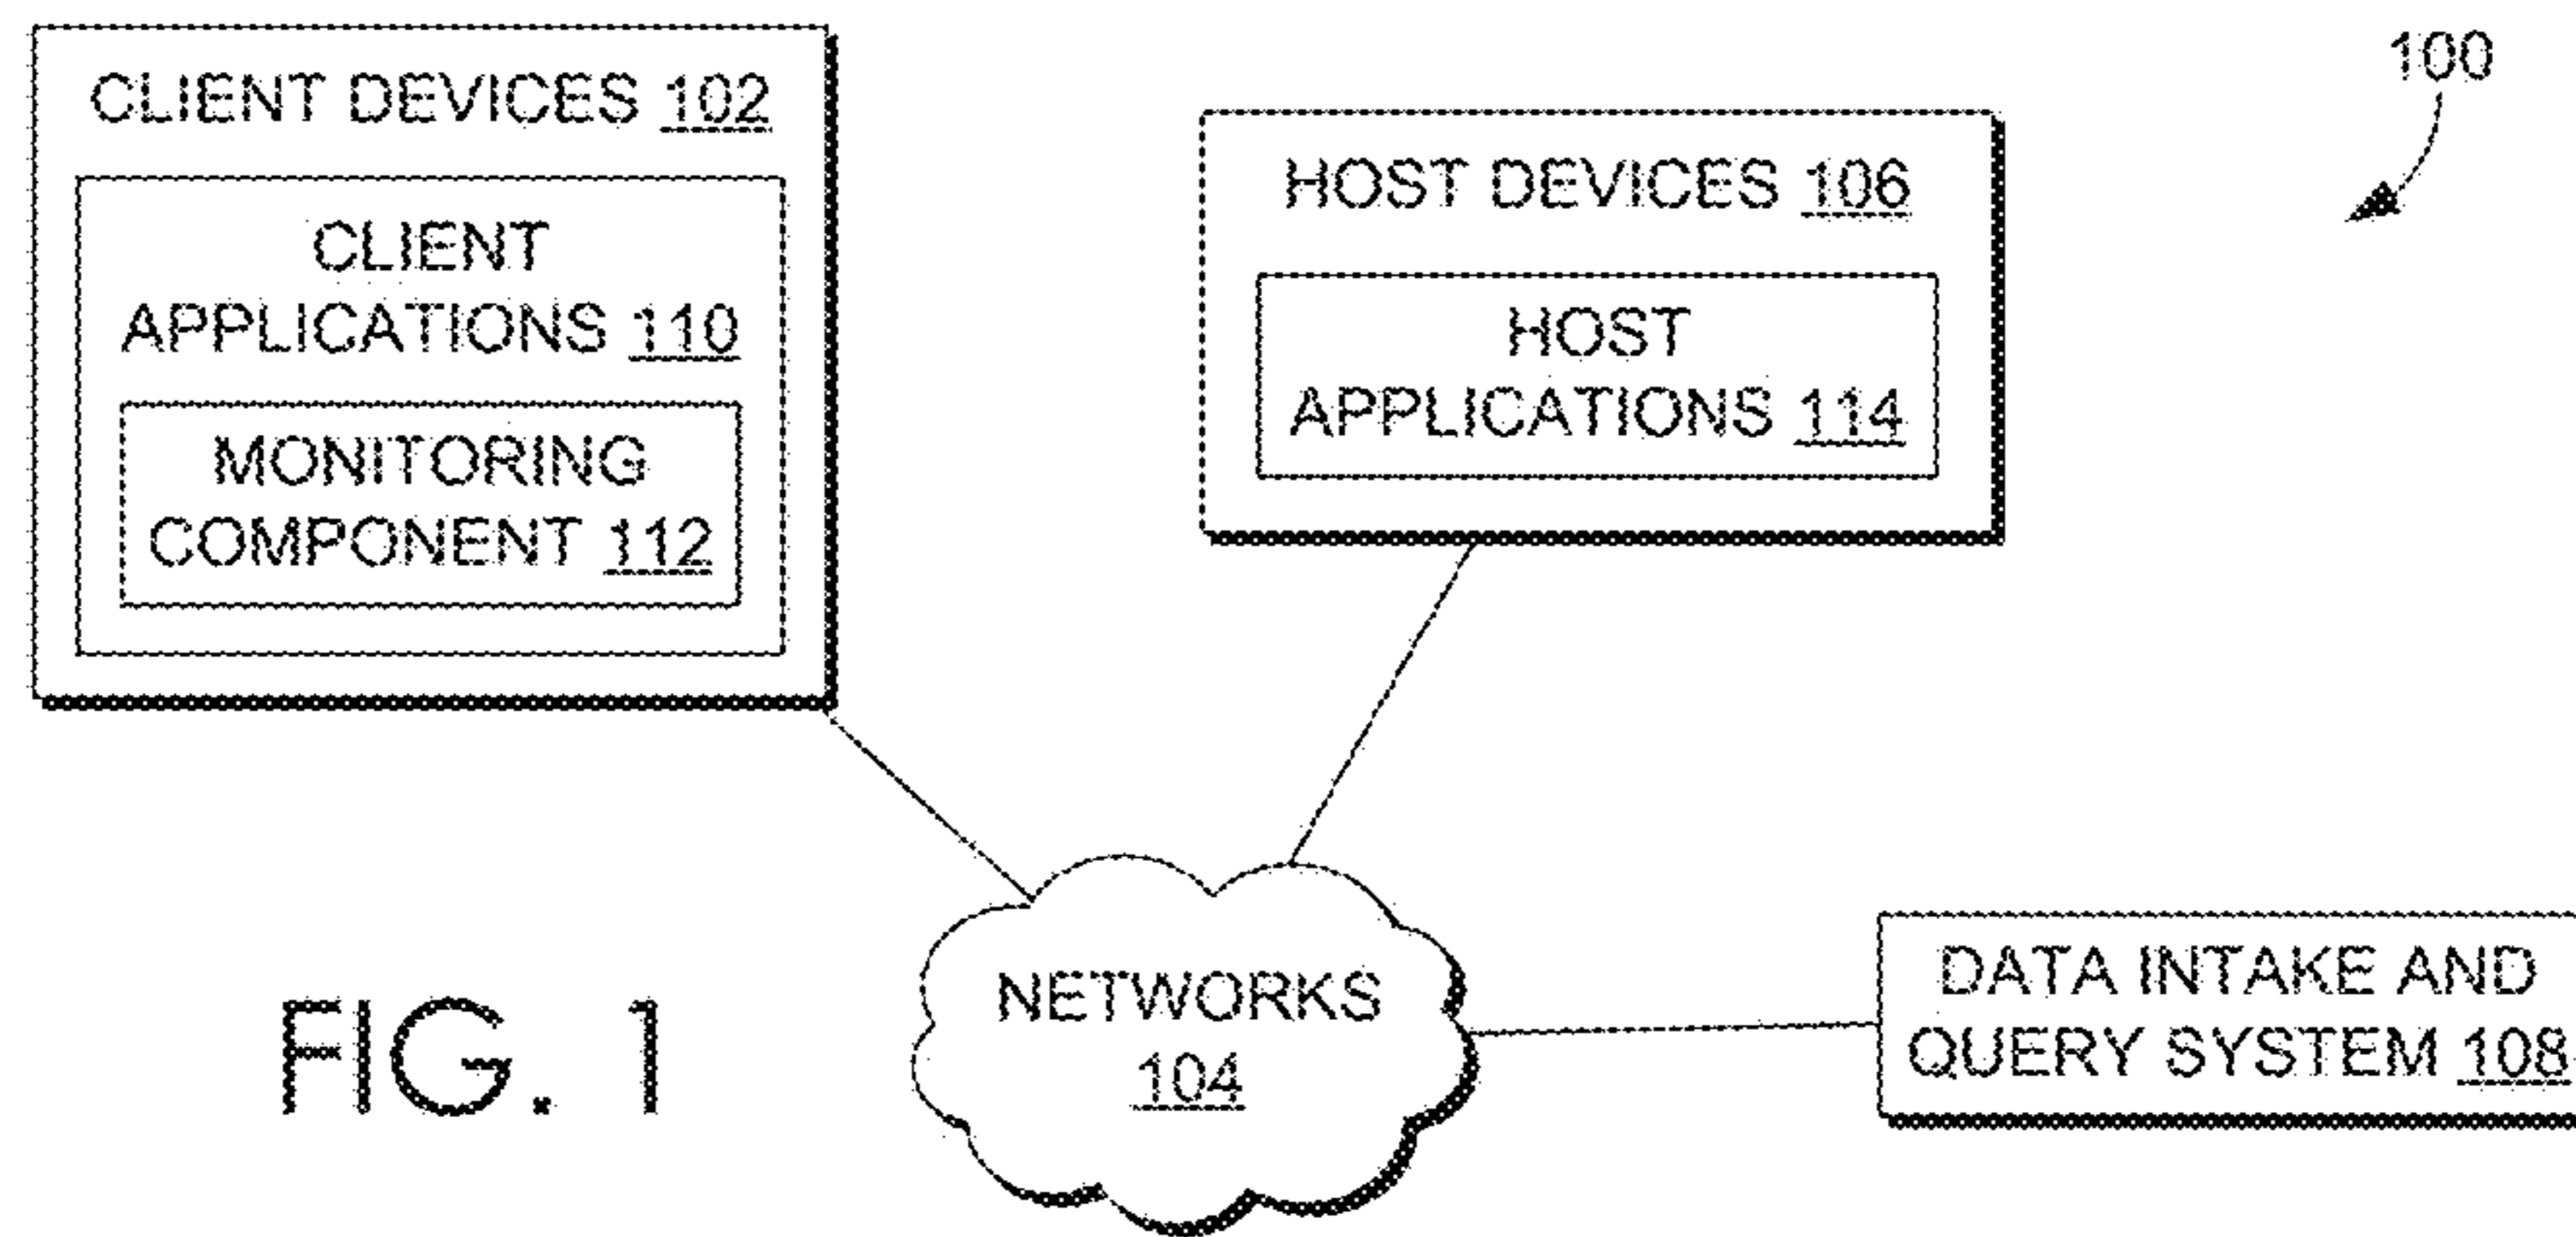 CLIENT DEVICES 102
CLIENT
APPLICATIONS 110
MONITORING
COMPONENT 112
HOST DEVICES 106
HOST
APPLICATIONS 114
100
NETWORKS
104
DATA INTAKE AND
QUERY SYSTEM 108
FIG. 1